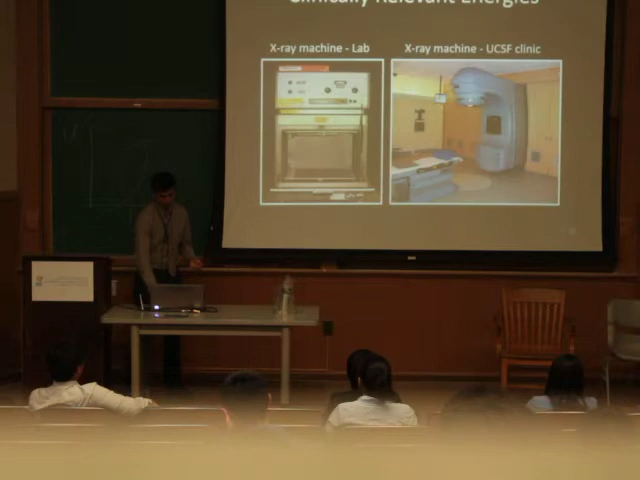 Clinically Relevant Energies
X-ray machine - Lab
X-ray machine - UCSF clinic